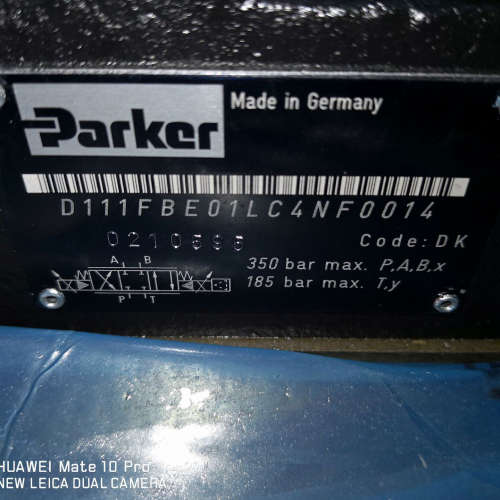 Parker
Made in Germany
D111FBE01LC4NF0014
Code: DK
A B
350 bar max. P,A,B,x
P T
185 bar max. T,y
HUAWEI Mate 10 Pro
NEW LEICA DUAL CAMERA